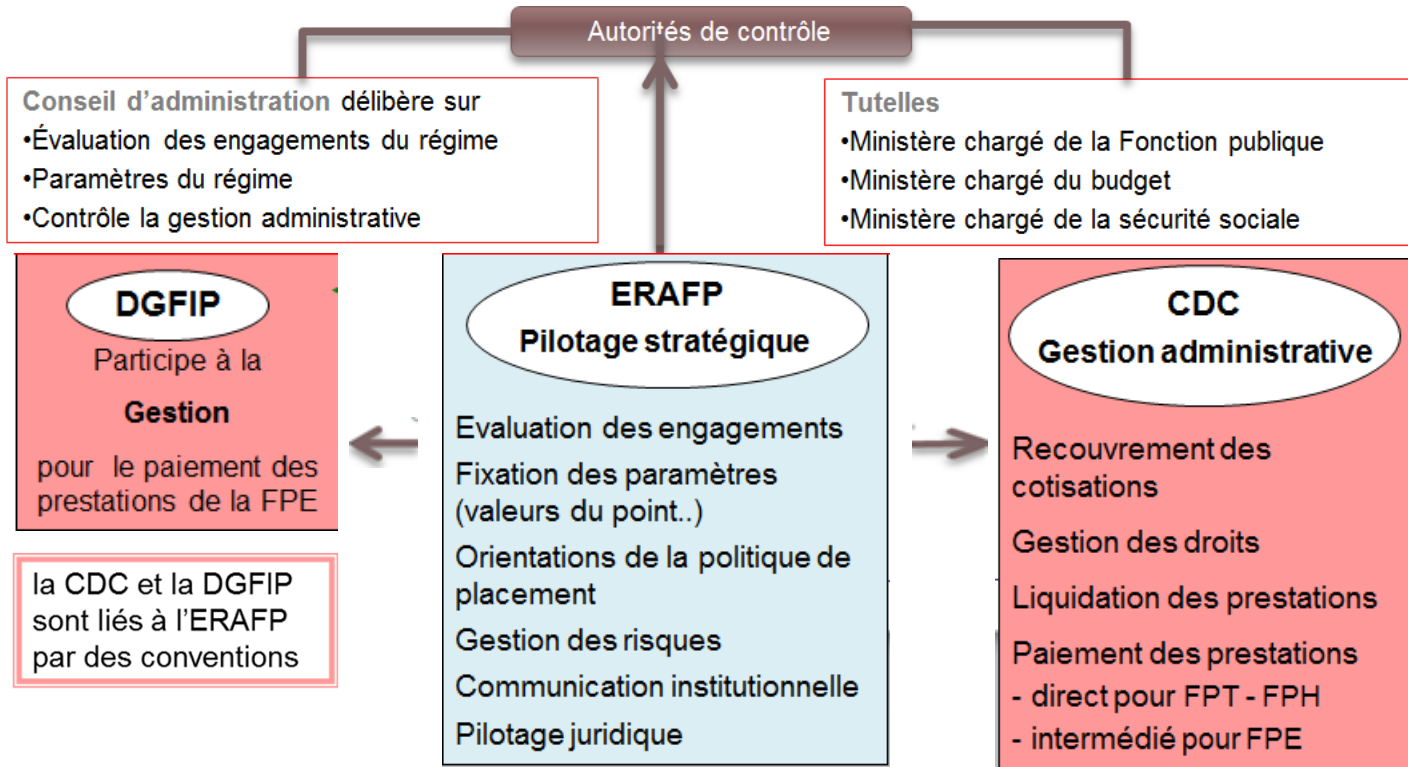 Autorités de contrôle
Conseil d'administration délibère sur
•Évaluation des engagements du régime
•Paramètres du régime
•Contrôle la gestion administrative
Tutelles
•Ministère chargé de la Fonction publique
•Ministère chargé du budget
•Ministère chargé de la sécurité sociale
DGFIP
Participe à la
Gestion
pour le paiement des
prestations de la FPE
la CDC et la DGFIP
sont liés à l'ERAFP
par des conventions
ERAFP
Pilotage stratégique
Evaluation des engagements
Fixation des paramètres
(valeurs du point..)
Orientations de la politique de
placement
Gestion des risques
Communication institutionnelle
Pilotage juridique
CDC
Gestion administrative
Recouvrement des
cotisations
Gestion des droits
Liquidation des prestations
Paiement des prestations
- direct pour FPT - FPH
- intermédié pour FPE